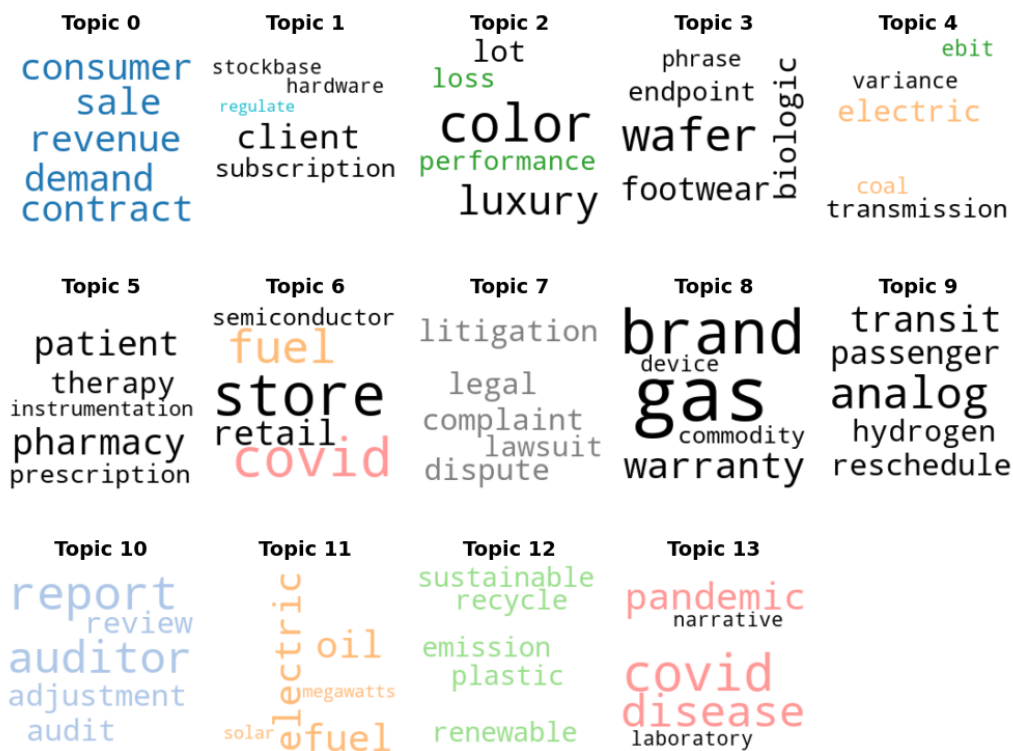 Topic 0
consumer
sale
revenue
demand
contract
Topic 1
stockbase
hardware
regulate
client
subscription
Topic 2
lot
loss
color
performance
luxury
Topic 3
phrase
endpoint
wafer
footwear
biologic
Topic 4
ebit
variance
electric
coal
transmission
Topic 5
patient
therapy
instrumentation
pharmacy
prescription
Topic 6
semiconductor
fuel
store
retail
covid
Topic 7
litigation
legal
complaint
lawsuit
dispute
Topic 8
brand
device
gas
commodity
warranty
Topic 9
transit
passenger
analog
hydrogen
reschedule
Topic 10
report
review
auditor
adjustment
audit
Topic 11
electric
oil
megawatts
solar
fuel
Topic 12
sustainable
recycle
emission
plastic
renewable
Topic 13
pandemic
narrative
covid
disease
laboratory